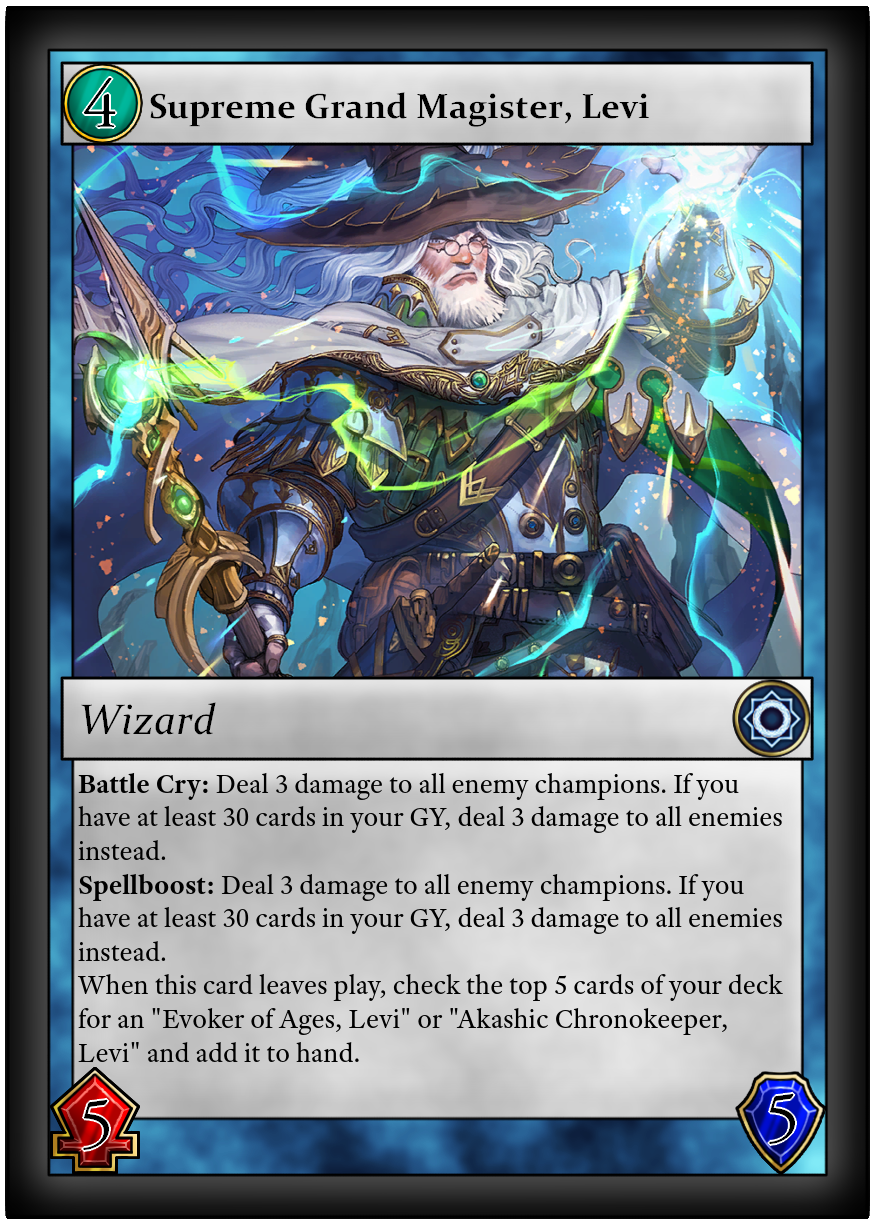 4 Supreme Grand Magister, Levi
Wizard
Battle Cry: Deal 3 damage to all enemy champions. If you
have at least 30 cards in your GY, deal 3 damage to all enemies
instead.
Spellboost: Deal 3 damage to all enemy champions. If you
have at least 30 cards in your GY, deal 3 damage to all enemies
instead.
When this card leaves play, check the top 5 cards of your deck
for an "Evoker of Ages, Levi" or "Akashic Chronokeeper,
Levi" and add it to hand.
5 5